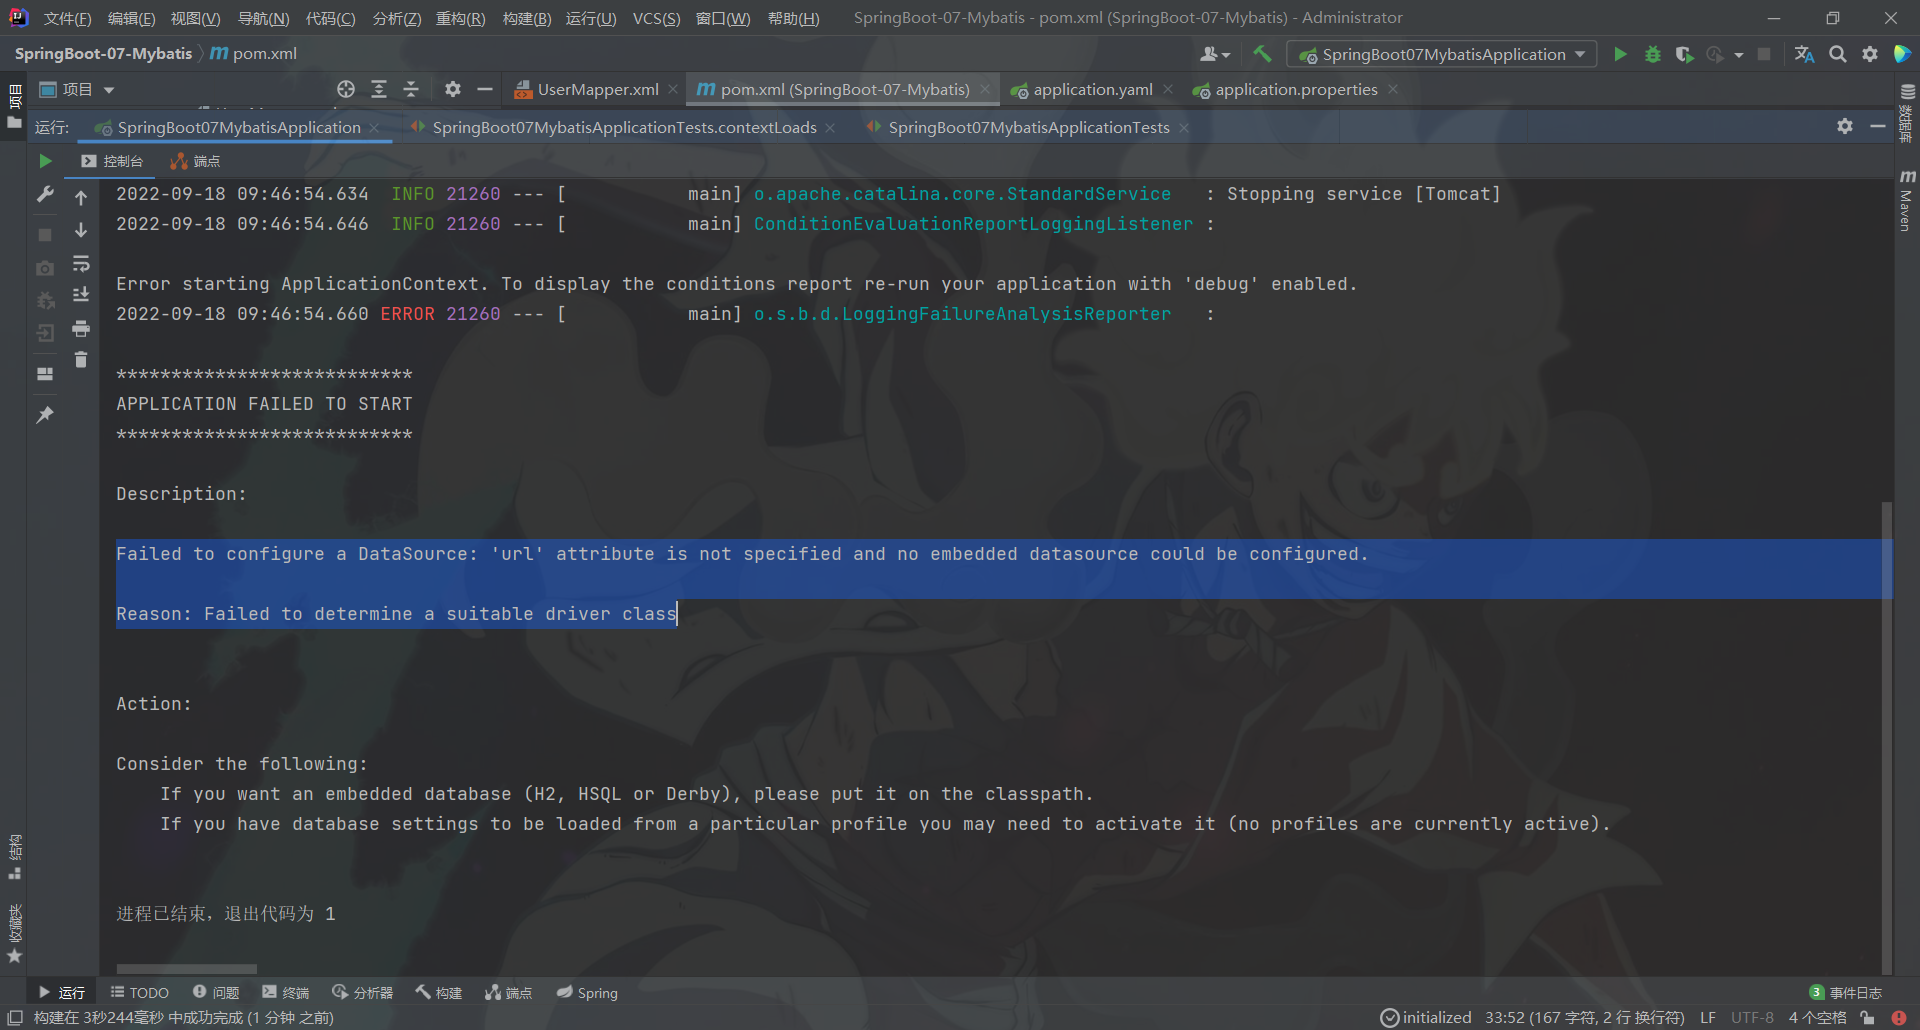 文件(F) 编辑(E) 视图(V) 导航(N) 代码(C) 分析(Z) 重构(R) 构建(B) 运行(U) VCS(S) 窗口(W) 帮助(H) SpringBoot-07-Mybatis - pom.xml (SpringBoot-07-Mybatis) - Administrator
SpringBoot-07-Mybatis 〉 m pom.xml SpringBoot07MybatisApplication
项目 项目 UserMapper.xml m pom.xml (SpringBoot-07-Mybatis) application.yaml application.properties 数据库
运行: SpringBoot07MybatisApplication SpringBoot07MybatisApplicationTests.contextLoads SpringBoot07MybatisApplicationTests
控制台 端点
m Maven
2022-09-18 09:46:54.634  INFO 21260 --- [           main] o.apache.catalina.core.StandardService   : Stopping service [Tomcat]
2022-09-18 09:46:54.646  INFO 21260 --- [           main] ConditionEvaluationReportLoggingListener :
Error starting ApplicationContext. To display the conditions report re-run your application with 'debug' enabled.
2022-09-18 09:46:54.660 ERROR 21260 --- [           main] o.s.b.d.LoggingFailureAnalysisReporter   :
***************************
APPLICATION FAILED TO START
***************************
Description:
Failed to configure a DataSource: 'url' attribute is not specified and no embedded datasource could be configured.
Reason: Failed to determine a suitable driver class
Action:
Consider the following:
    If you want an embedded database (H2, HSQL or Derby), please put it on the classpath.
    If you have database settings to be loaded from a particular profile you may need to activate it (no profiles are currently active).
结构
收藏夹
进程已结束，退出代码为 1
运行 TODO 问题 终端 分析器 构建 端点 Spring 3 事件日志
构建在 3秒244毫秒 中成功完成 (1 分钟 之前) initialized 33:52 (167 字符, 2 行 换行符) LF UTF-8 4 个空格